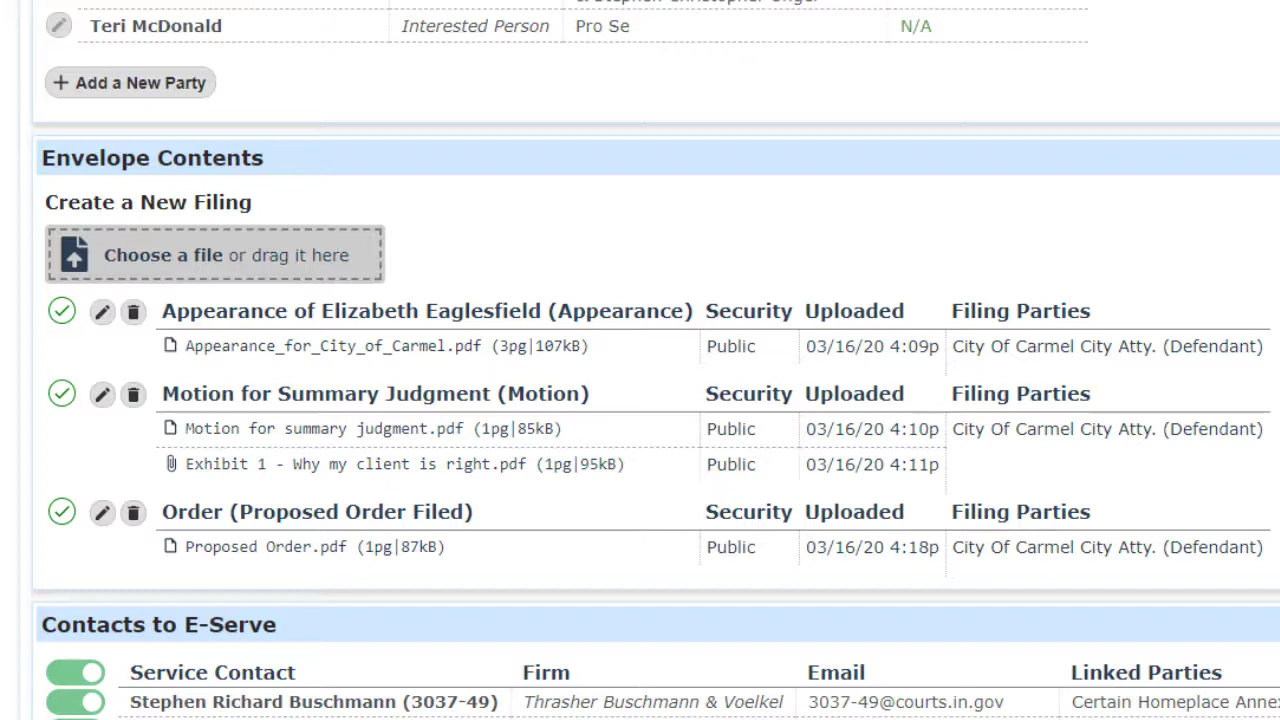 Teri McDonald Interested Person Pro Se N/A
+ Add a New Party
Envelope Contents
Create a New Filing
Choose a file or drag it here
Appearance of Elizabeth Eaglesfield (Appearance) Security Uploaded Filing Parties
Appearance_for_City_of_Carmel.pdf (3pg|107kB) Public 03/16/20 4:09p City Of Carmel City Atty. (Defendant)
Motion for Summary Judgment (Motion) Security Uploaded Filing Parties
Motion for summary judgment.pdf (1pg|85kB) Public 03/16/20 4:10p City Of Carmel City Atty. (Defendant)
Exhibit 1 - Why my client is right.pdf (1pg|95kB) Public 03/16/20 4:11p
Order (Proposed Order Filed) Security Uploaded Filing Parties
Proposed Order.pdf (1pg|87kB) Public 03/16/20 4:18p City Of Carmel City Atty. (Defendant)
Contacts to E-Serve
Service Contact Firm Email Linked Parties
Stephen Richard Buschmann (3037-49) Thrasher Buschmann & Voelkel 3037-49@courts.in.gov Certain Homeplace Anne